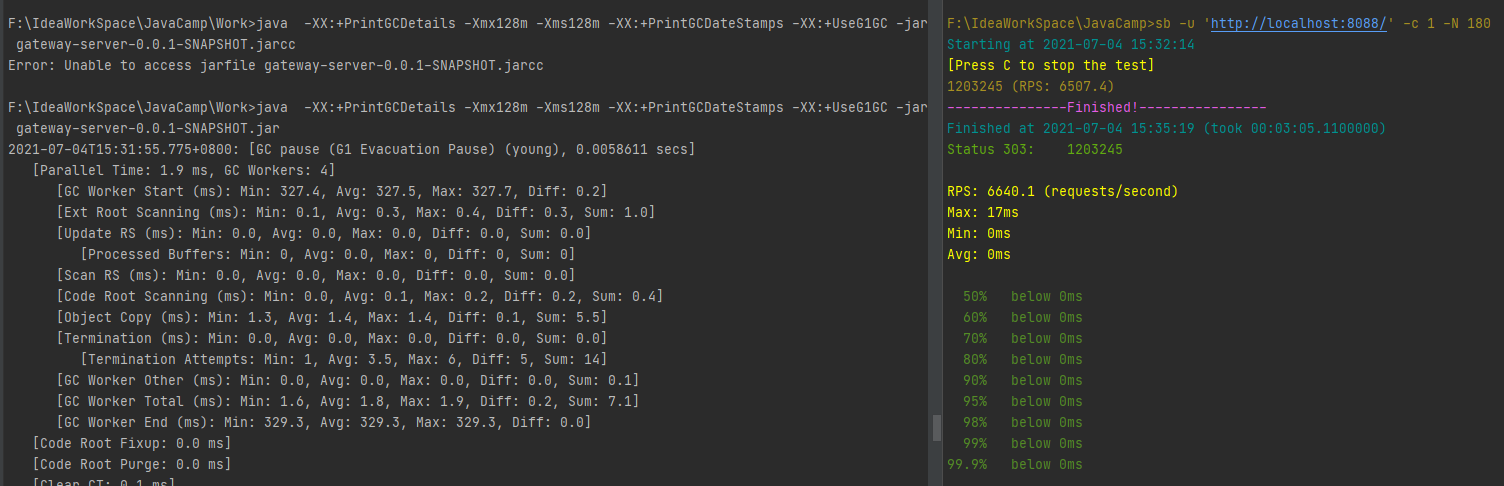 F:\IdeaWorkSpace\JavaCamp\Work>java  -XX:+PrintGCDetails -Xmx128m -Xms128m -XX:+PrintGCDateStamps -XX:+UseG1GC -jar
 gateway-server-0.0.1-SNAPSHOT.jarcc
Error: Unable to access jarfile gateway-server-0.0.1-SNAPSHOT.jarcc
F:\IdeaWorkSpace\JavaCamp\Work>java  -XX:+PrintGCDetails -Xmx128m -Xms128m -XX:+PrintGCDateStamps -XX:+UseG1GC -jar
 gateway-server-0.0.1-SNAPSHOT.jar
2021-07-04T15:31:55.775+0800: [GC pause (G1 Evacuation Pause) (young), 0.0058611 secs]
   [Parallel Time: 1.9 ms, GC Workers: 4]
      [GC Worker Start (ms): Min: 327.4, Avg: 327.5, Max: 327.7, Diff: 0.2]
      [Ext Root Scanning (ms): Min: 0.1, Avg: 0.3, Max: 0.4, Diff: 0.3, Sum: 1.0]
      [Update RS (ms): Min: 0.0, Avg: 0.0, Max: 0.0, Diff: 0.0, Sum: 0.0]
         [Processed Buffers: Min: 0, Avg: 0.0, Max: 0, Diff: 0, Sum: 0]
      [Scan RS (ms): Min: 0.0, Avg: 0.0, Max: 0.0, Diff: 0.0, Sum: 0.0]
      [Code Root Scanning (ms): Min: 0.0, Avg: 0.1, Max: 0.2, Diff: 0.2, Sum: 0.4]
      [Object Copy (ms): Min: 1.3, Avg: 1.4, Max: 1.4, Diff: 0.1, Sum: 5.5]
      [Termination (ms): Min: 0.0, Avg: 0.0, Max: 0.0, Diff: 0.0, Sum: 0.0]
         [Termination Attempts: Min: 1, Avg: 3.5, Max: 6, Diff: 5, Sum: 14]
      [GC Worker Other (ms): Min: 0.0, Avg: 0.0, Max: 0.0, Diff: 0.0, Sum: 0.1]
      [GC Worker Total (ms): Min: 1.6, Avg: 1.8, Max: 1.9, Diff: 0.2, Sum: 7.1]
      [GC Worker End (ms): Min: 329.3, Avg: 329.3, Max: 329.3, Diff: 0.0]
   [Code Root Fixup: 0.0 ms]
   [Code Root Purge: 0.0 ms]
   [Clear CT: 0.1 ms]
F:\IdeaWorkSpace\JavaCamp>sb -u 'http://localhost:8088/' -c 1 -N 180
Starting at 2021-07-04 15:32:14
[Press C to stop the test]
1203245 (RPS: 6507.4)
---------------Finished!----------------
Finished at 2021-07-04 15:35:19 (took 00:03:05.1100000)
Status 303:    1203245
RPS: 6640.1 (requests/second)
Max: 17ms
Min: 0ms
Avg: 0ms
  50%   below 0ms
  60%   below 0ms
  70%   below 0ms
  80%   below 0ms
  90%   below 0ms
  95%   below 0ms
  98%   below 0ms
  99%   below 0ms
99.9%   below 0ms